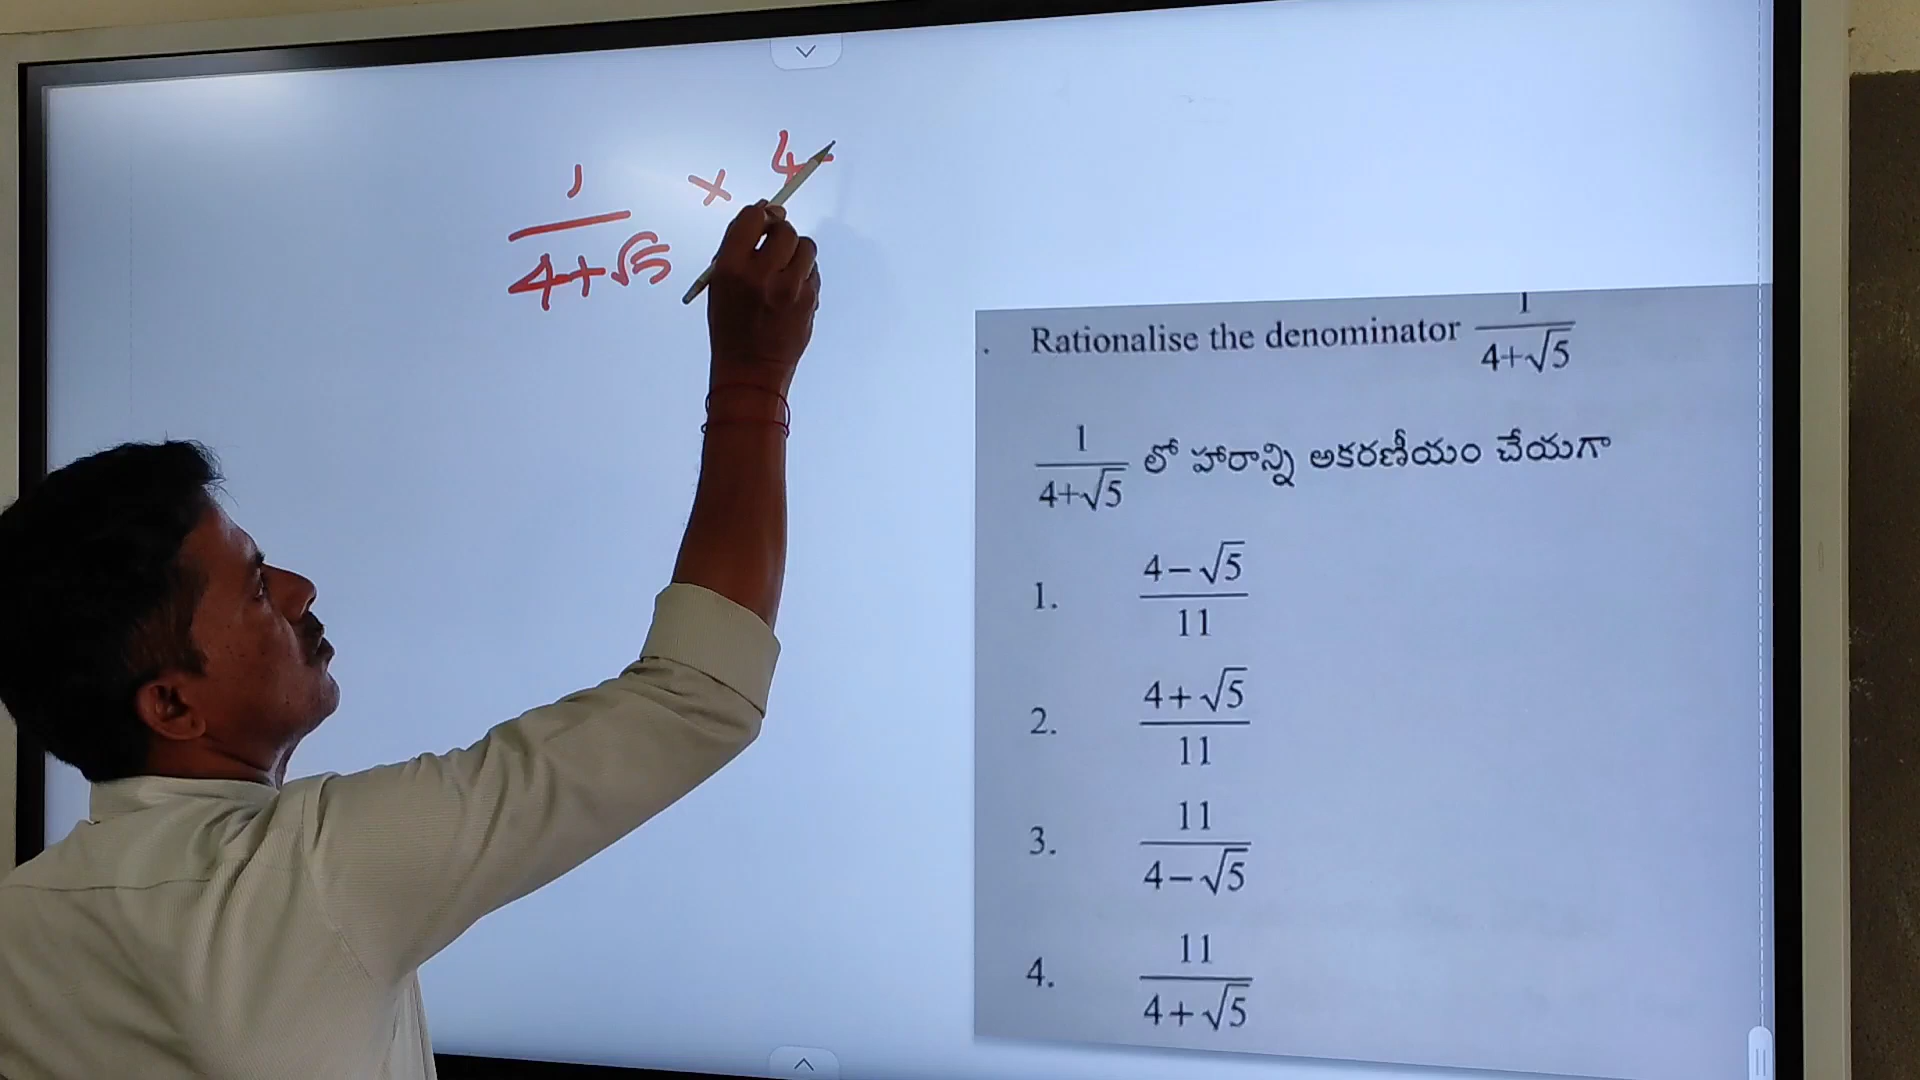 1/(4+√5) × 4-
. Rationalise the denominator 1/(4+√5)
1/(4+√5) లో హారాన్ని అకరణీయం చేయగా
1. (4-√5)/11
2. (4+√5)/11
3. 11/(4-√5)
4. 11/(4+√5)